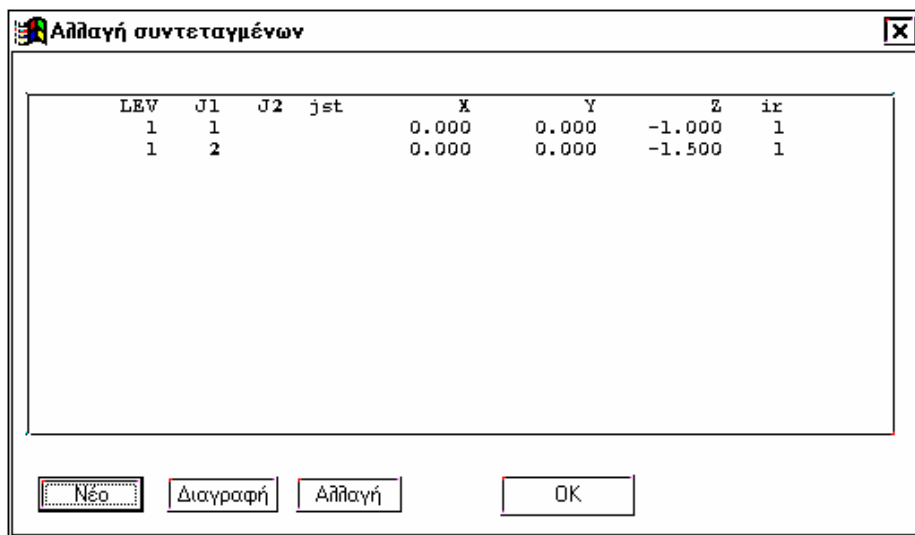 Αλλαγή συντεταγμένων
LEV J1 J2 jst X Y Z ir
1 1 0.000 0.000 -1.000 1
1 2 0.000 0.000 -1.500 1
Νέο Διαγραφή Αλλαγή OK